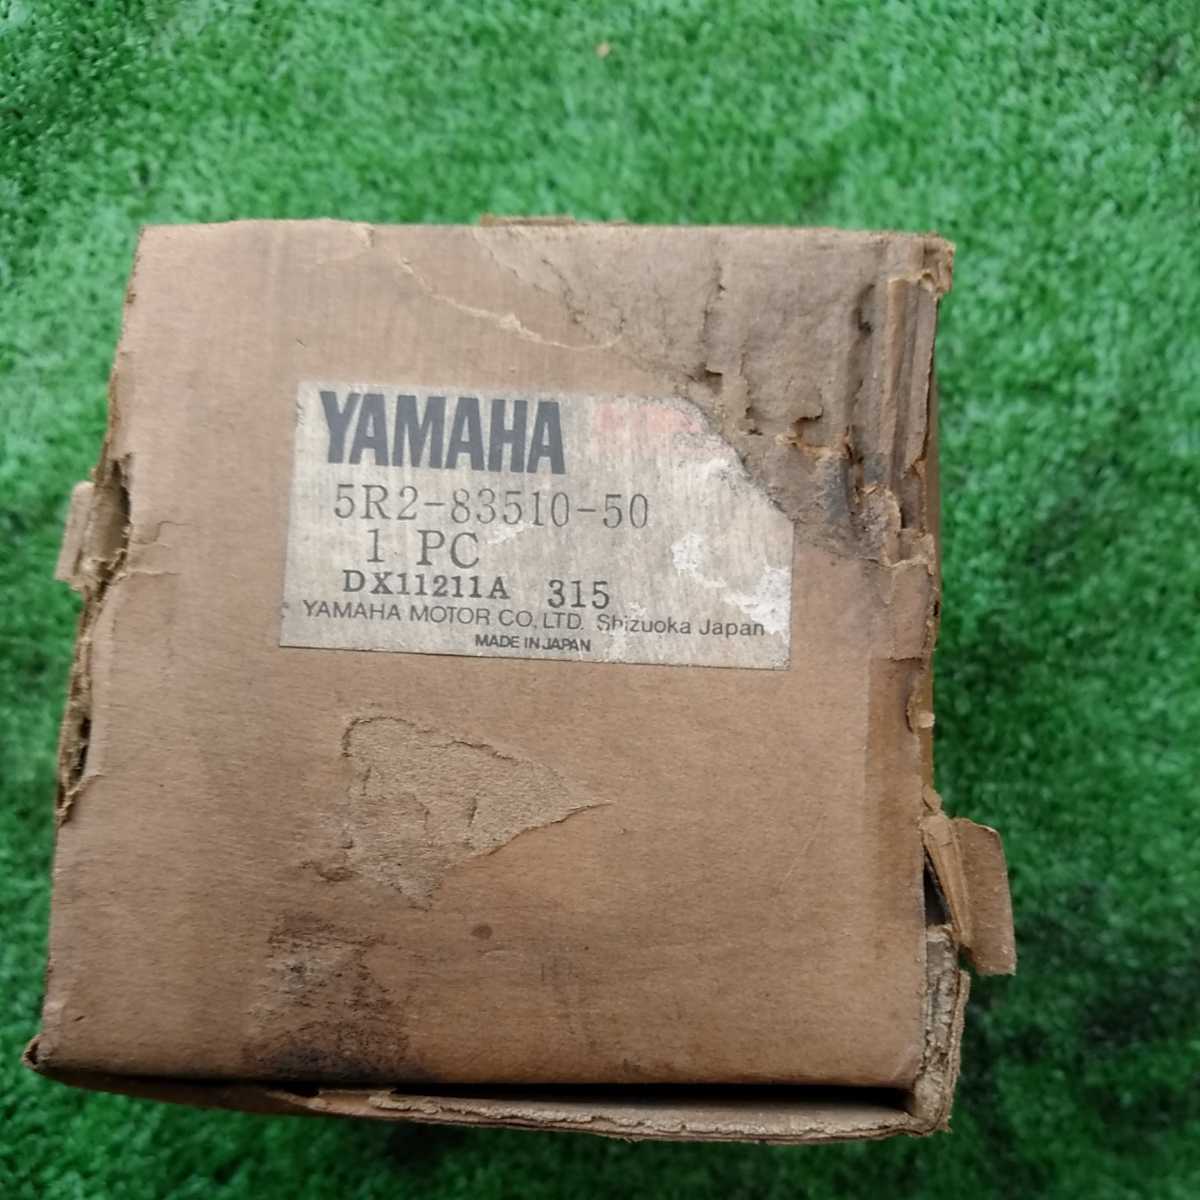 YAMAHA
5R2-83510-50
1 PC
DX11211A 315
YAMAHA MOTOR CO.,LTD. Shizuoka Japan
MADE IN JAPAN